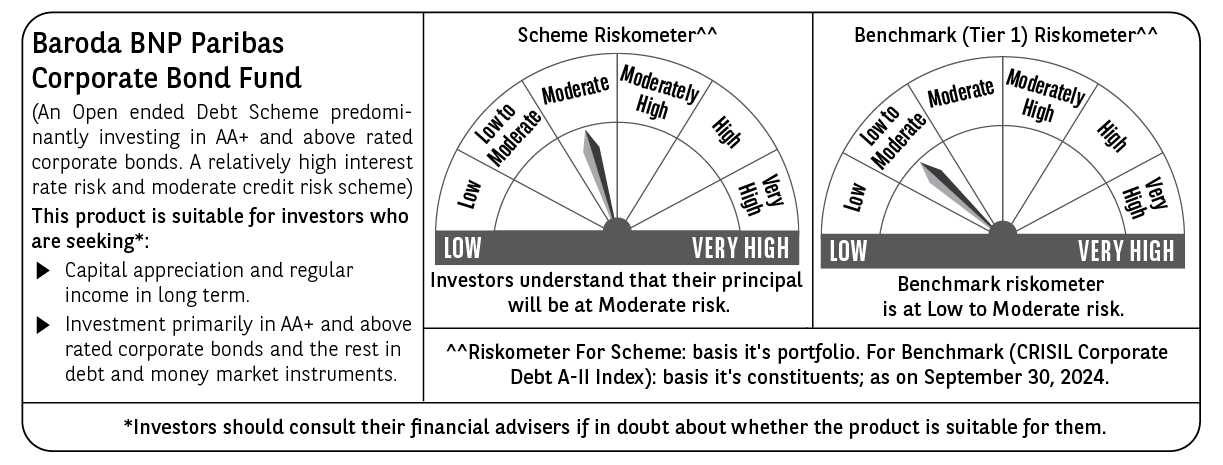 Baroda BNP Paribas
Corporate Bond Fund
(An Open ended Debt Scheme predomi-
nantly investing in AA+ and above rated
corporate bonds. A relatively high interest
rate risk and moderate credit risk scheme)
This product is suitable for investors who
are seeking*:
▶ Capital appreciation and regular
income in long term.
▶ Investment primarily in AA+ and above
rated corporate bonds and the rest in
debt and money market instruments.
Scheme Riskometer^^
Low
Low to
Moderate
Moderate
Moderately
High
High
Very
High
LOW
VERY HIGH
Investors understand that their principal
will be at Moderate risk.
Benchmark (Tier 1) Riskometer^^
Low
Low to
Moderate
Moderate
Moderately
High
High
Very
High
LOW
VERY HIGH
Benchmark riskometer
is at Low to Moderate risk.
^^Riskometer For Scheme: basis it's portfolio. For Benchmark (CRISIL Corporate
Debt A-II Index): basis it's constituents; as on September 30, 2024.
*Investors should consult their financial advisers if in doubt about whether the product is suitable for them.